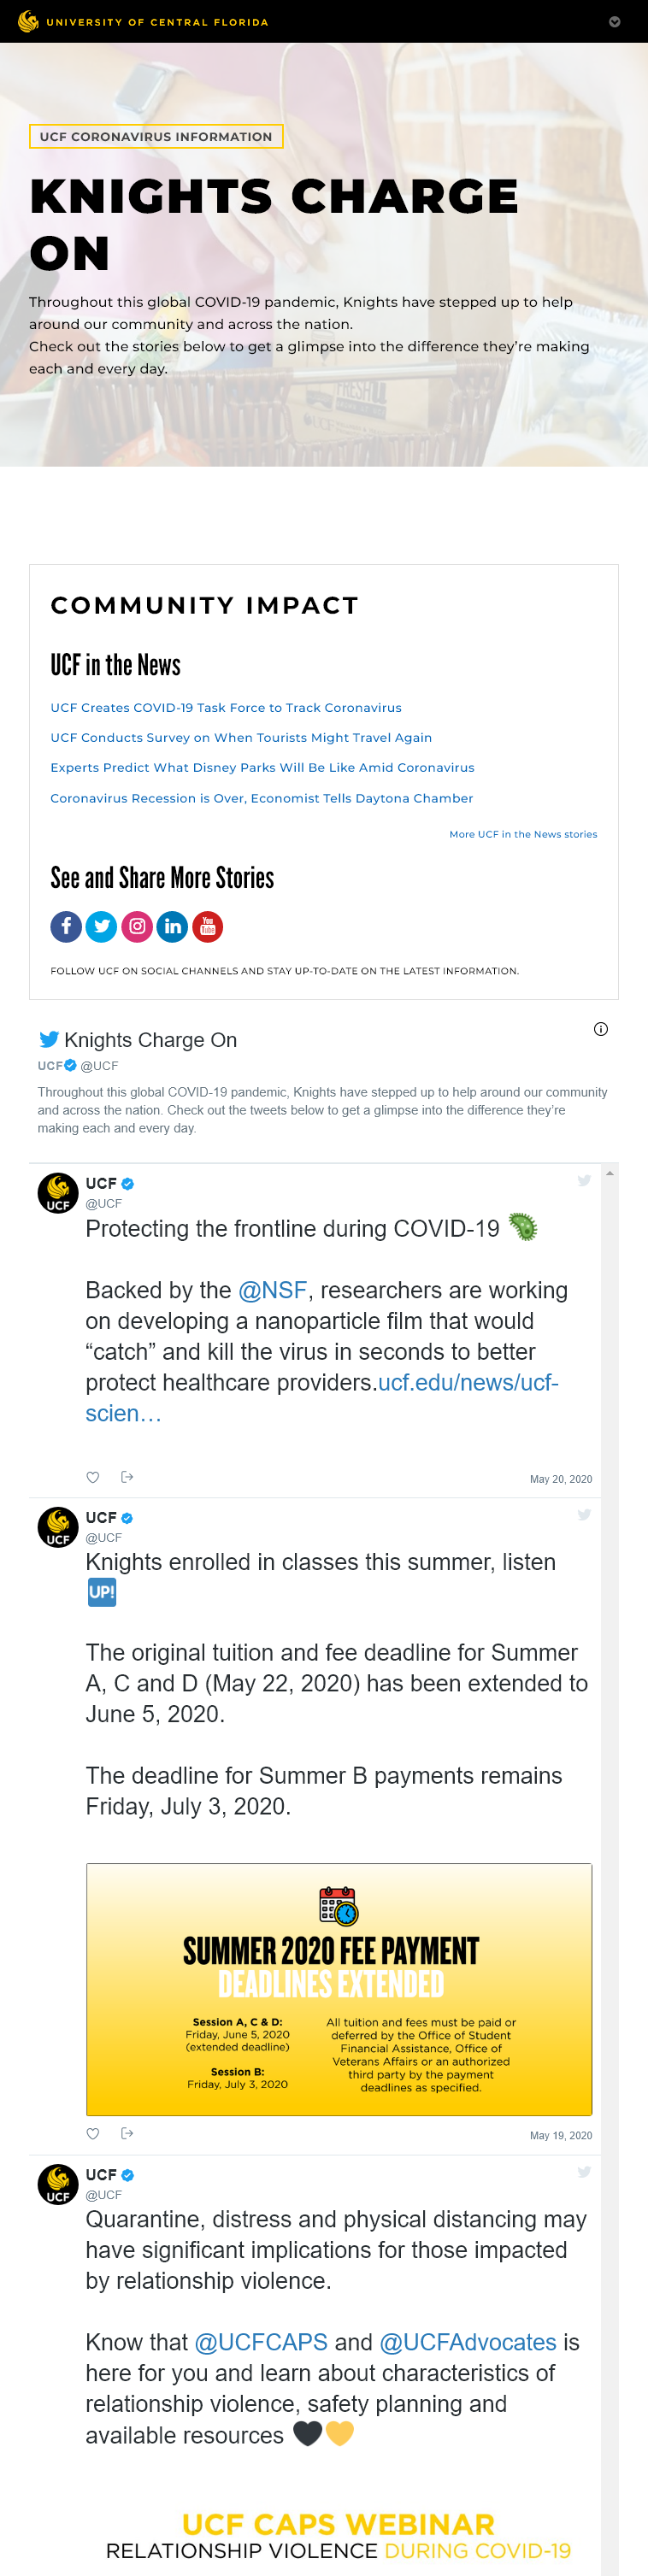 UNIVERSITY OF CENTRAL FLORIDA
UCF CORONAVIRUS INFORMATION
KNIGHTS CHARGE
ON
Throughout this global COVID-19 pandemic, Knights have stepped up to help
around our community and across the nation.
Check out the stories below to get a glimpse into the difference they’re making
each and every day.
FRESH
UCF
COMMUNITY IMPACT
UCF in the News
UCF Creates COVID-19 Task Force to Track Coronavirus
UCF Conducts Survey on When Tourists Might Travel Again
Experts Predict What Disney Parks Will Be Like Amid Coronavirus
Coronavirus Recession is Over, Economist Tells Daytona Chamber
More UCF in the News stories
See and Share More Stories
You
Tube
FOLLOW UCF ON SOCIAL CHANNELS AND STAY UP-TO-DATE ON THE LATEST INFORMATION.
Knights Charge On
UCF @UCF
Throughout this global COVID-19 pandemic, Knights have stepped up to help around our community
and across the nation. Check out the tweets below to get a glimpse into the difference they’re
making each and every day.
UCF
UCF
@UCF
Protecting the frontline during COVID-19 🦠
Backed by the @NSF, researchers are working
on developing a nanoparticle film that would
“catch” and kill the virus in seconds to better
protect healthcare providers.ucf.edu/news/ucf-
scien…
May 20, 2020
UCF
UCF
@UCF
Knights enrolled in classes this summer, listen
UP!
The original tuition and fee deadline for Summer
A, C and D (May 22, 2020) has been extended to
June 5, 2020.
The deadline for Summer B payments remains
Friday, July 3, 2020.
SUMMER 2020 FEE PAYMENT
DEADLINES EXTENDED
Session A, C & D:
Friday, June 5, 2020
(extended deadline)
Session B:
Friday, July 3, 2020
All tuition and fees must be paid or
deferred by the Office of Student
Financial Assistance, Office of
Veterans Affairs or an authorized
third party by the payment
deadlines as specified.
May 19, 2020
UCF
UCF
@UCF
Quarantine, distress and physical distancing may
have significant implications for those impacted
by relationship violence.
Know that @UCFCAPS and @UCFAdvocates is
here for you and learn about characteristics of
relationship violence, safety planning and
available resources 🖤💛
UCF CAPS WEBINAR
RELATIONSHIP VIOLENCE DURING COVID-19